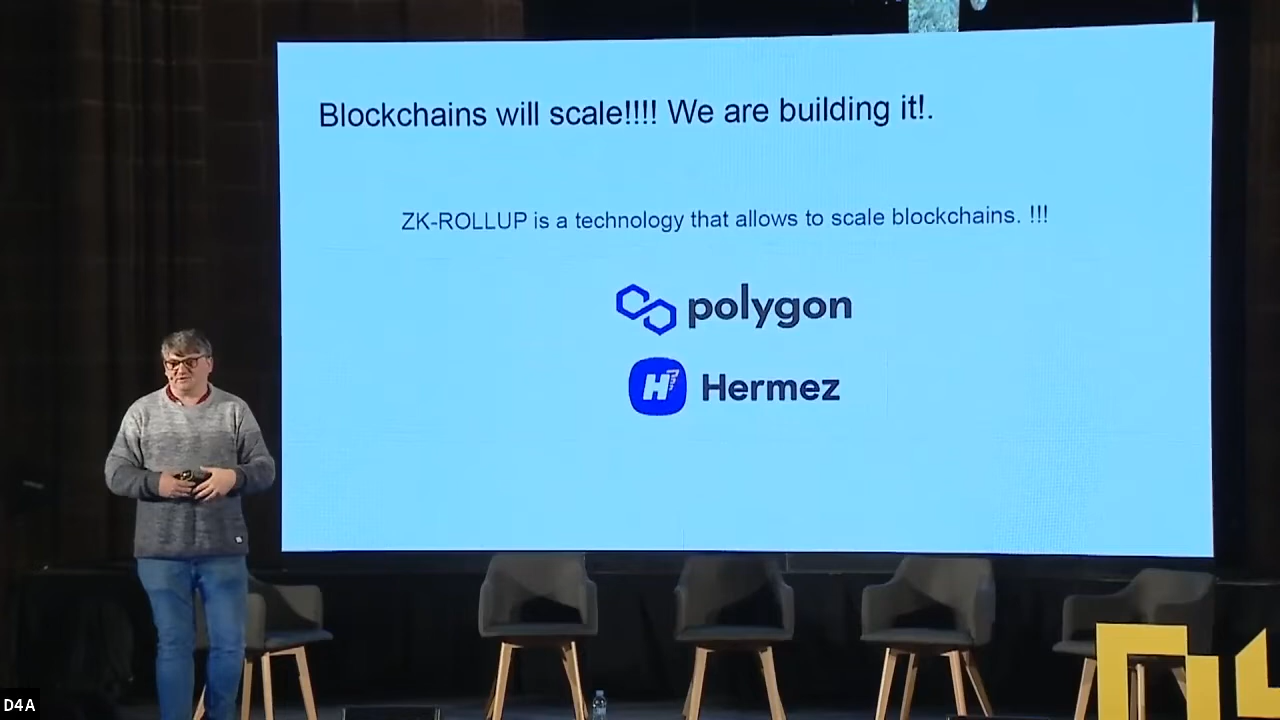 Blockchains will scale!!!! We are building it!.
ZK-ROLLUP is a technology that allows to scale blockchains. !!!
polygon
H
Hermez
D4A